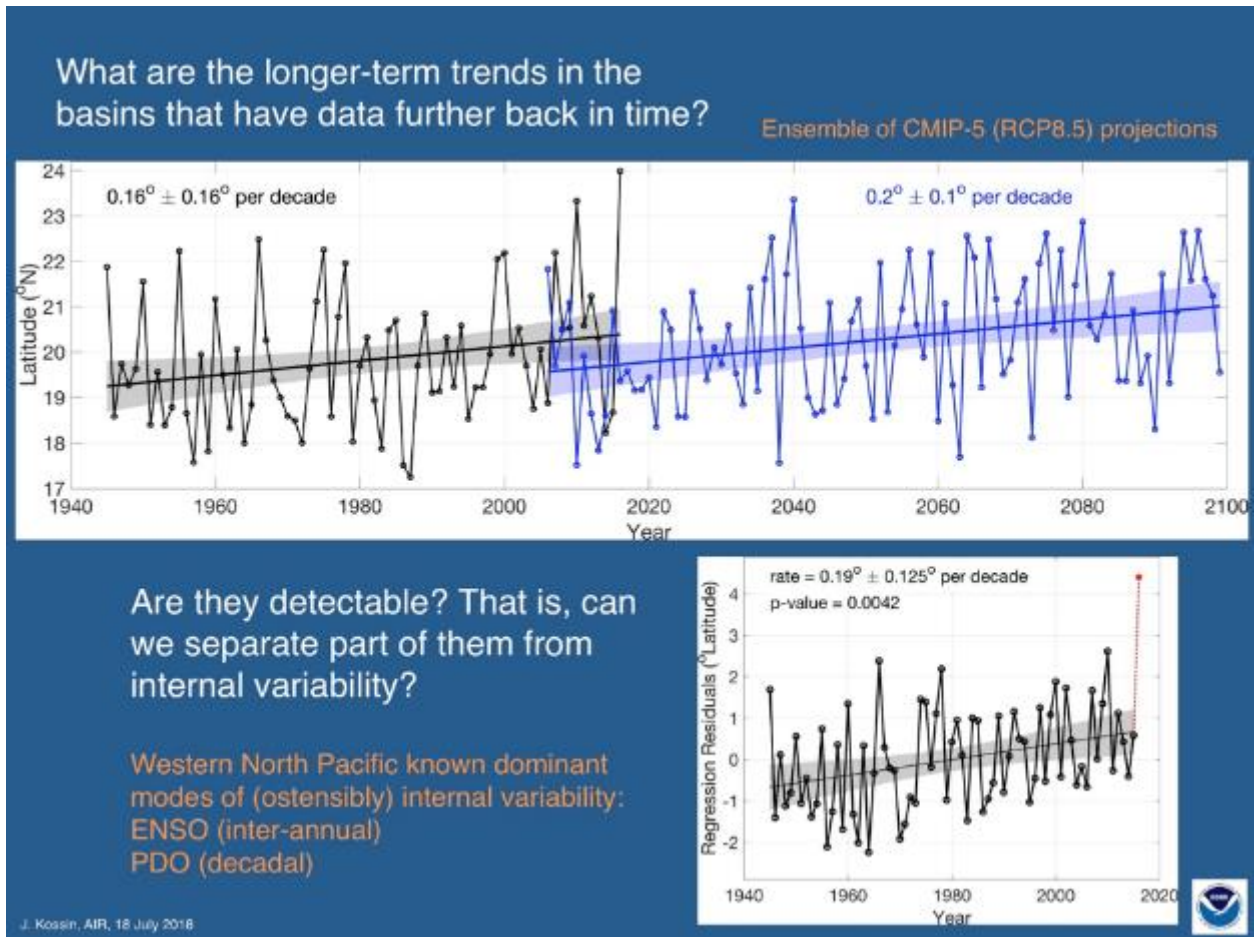 What are the longer-term trends in the
basins that have data further back in time?
Ensemble of CMIP-5 (RCP8.5) projections
0.16° ± 0.16° per decade
0.2° ± 0.1° per decade
Latitude (°N)
24
23
22
21
20
19
18
17
1940
1960
1980
2000
2020
2040
2060
2080
2100
Year
Are they detectable? That is, can
we separate part of them from
internal variability?
Western North Pacific known dominant
modes of (ostensibly) internal variability:
ENSO (inter-annual)
PDO (decadal)
rate = 0.19° ± 0.125° per decade
p-value = 0.0042
Regression Residuals (°Latitude)
4
3
2
1
0
-1
-2
1940
1960
1980
2000
2020
Year
J. Kossin, AIR, 18 July 2018